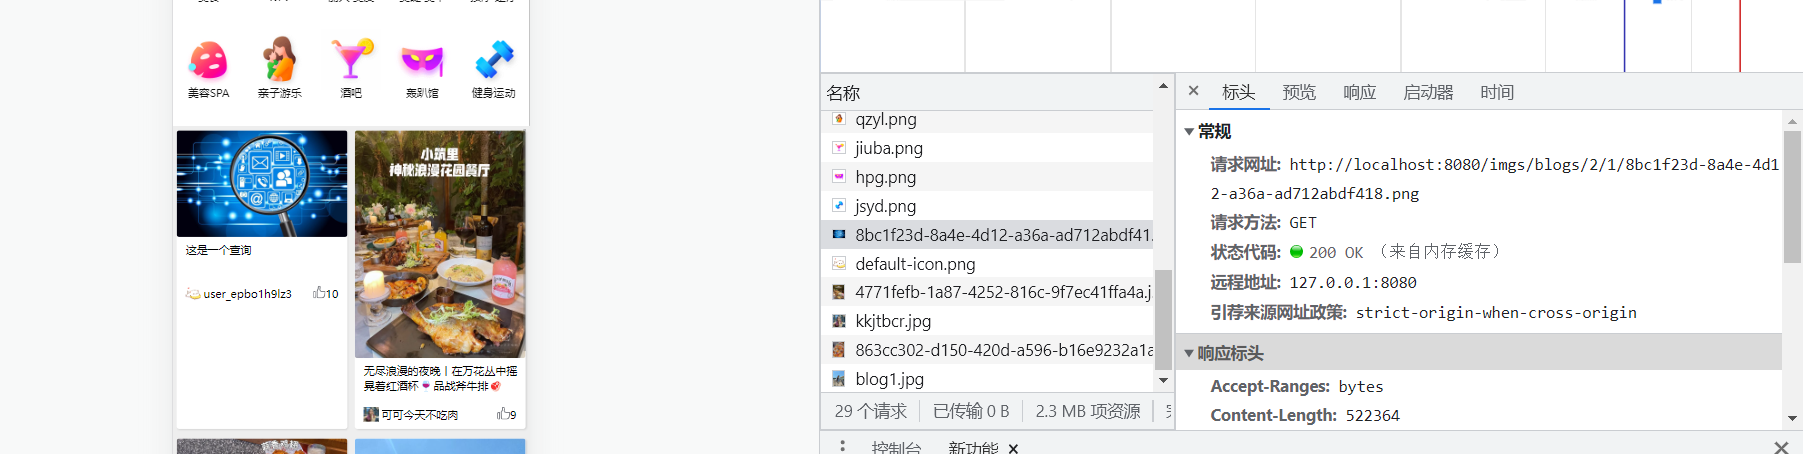 美容SPA 亲子游乐 酒吧 轰趴馆 健身运动
这是一个查询
user_epbo1h9lz3 10
小筑里
神秘浪漫花园餐厅
无尽浪漫的夜晚丨在万花丛中摇
晃着红酒杯🍷品战斧牛排🥩
可可今天不吃肉 9
名称
qzyl.png
jiuba.png
hpg.png
jsyd.png
8bc1f23d-8a4e-4d12-a36a-ad712abdf41
default-icon.png
4771fefb-1a87-4252-816c-9f7ec41ffa4a.j
kkjtbcr.jpg
863cc302-d150-420d-a596-b16e9232a1a
blog1.jpg
29 个请求 已传输 0 B 2.3 MB 项资源
标头 预览 响应 启动器 时间
常规
请求网址: http://localhost:8080/imgs/blogs/2/1/8bc1f23d-8a4e-4d1
2-a36a-ad712abdf418.png
请求方法: GET
状态代码: 200 OK （来自内存缓存）
远程地址: 127.0.0.1:8080
引荐来源网址政策: strict-origin-when-cross-origin
响应标头
Accept-Ranges: bytes
Content-Length: 522364
控制台 新功能